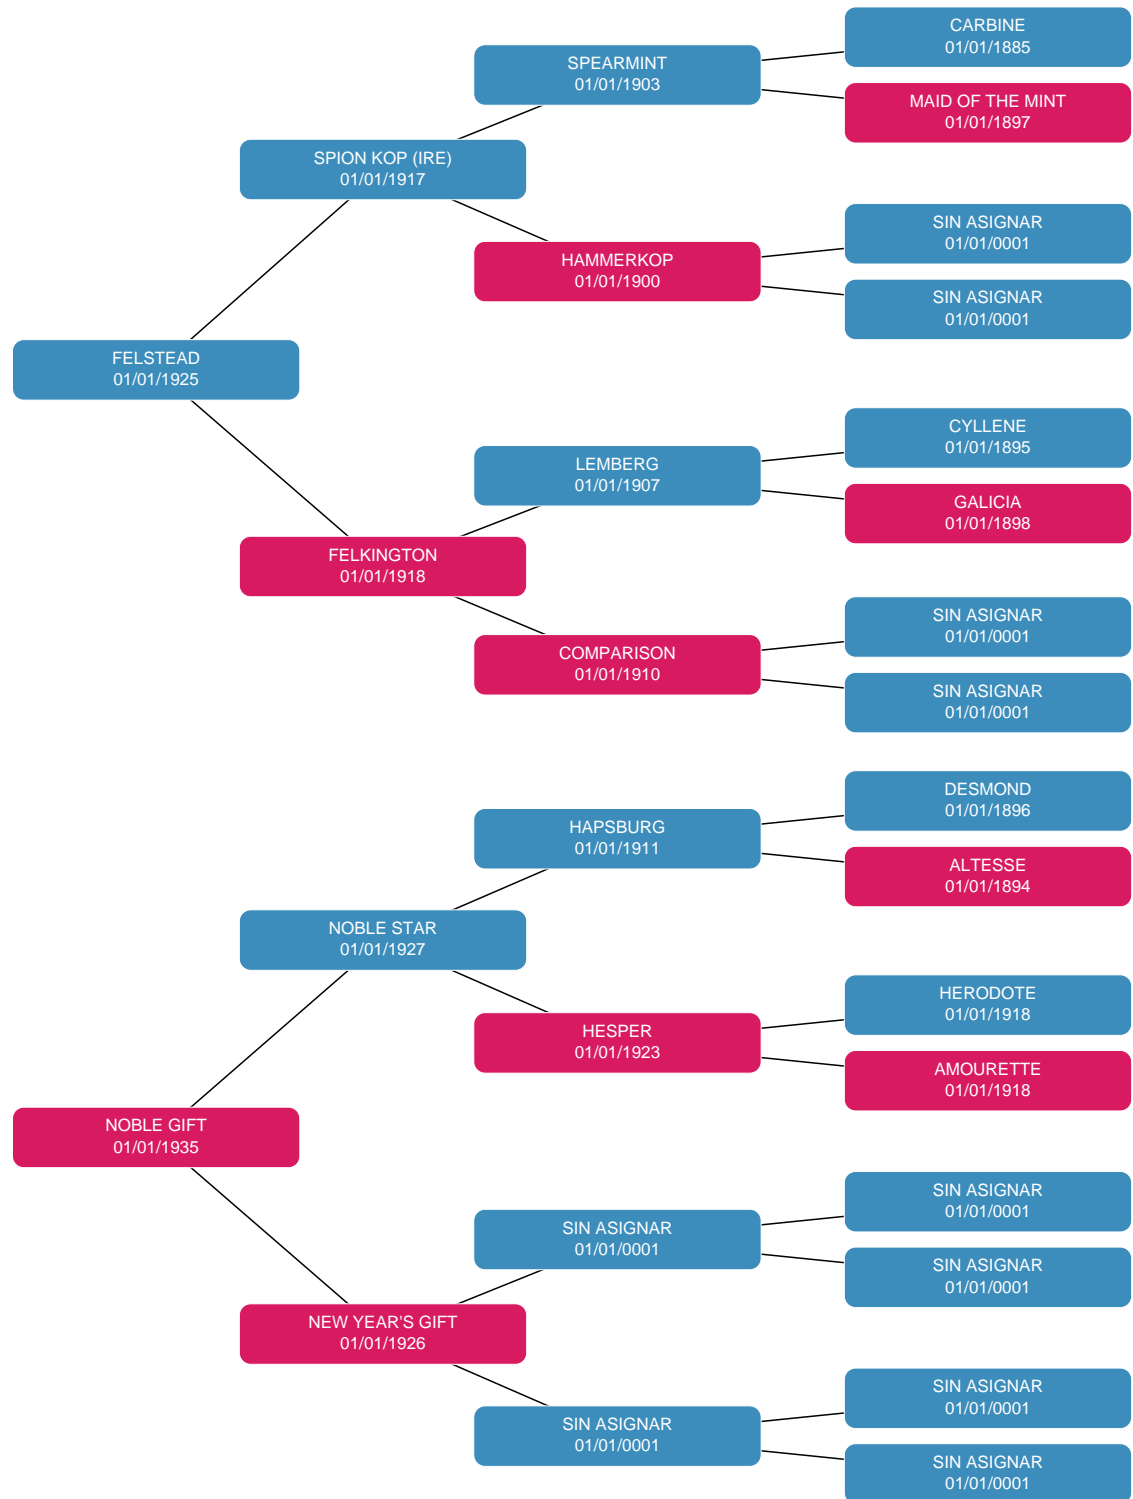 CARBINE
01/01/1885
SPEARMINT
01/01/1903
MAID OF THE MINT
01/01/1897
SPION KOP (IRE)
01/01/1917
SIN ASIGNAR
01/01/0001
HAMMERKOP
01/01/1900
SIN ASIGNAR
01/01/0001
FELSTEAD
01/01/1925
CYLLENE
01/01/1895
LEMBERG
01/01/1907
GALICIA
01/01/1898
FELKINGTON
01/01/1918
SIN ASIGNAR
01/01/0001
COMPARISON
01/01/1910
SIN ASIGNAR
01/01/0001
DESMOND
01/01/1896
HAPSBURG
01/01/1911
ALTESSE
01/01/1894
NOBLE STAR
01/01/1927
HERODOTE
01/01/1918
HESPER
01/01/1923
AMOURETTE
01/01/1918
NOBLE GIFT
01/01/1935
SIN ASIGNAR
01/01/0001
SIN ASIGNAR
01/01/0001
SIN ASIGNAR
01/01/0001
NEW YEAR'S GIFT
01/01/1926
SIN ASIGNAR
01/01/0001
SIN ASIGNAR
01/01/0001
SIN ASIGNAR
01/01/0001